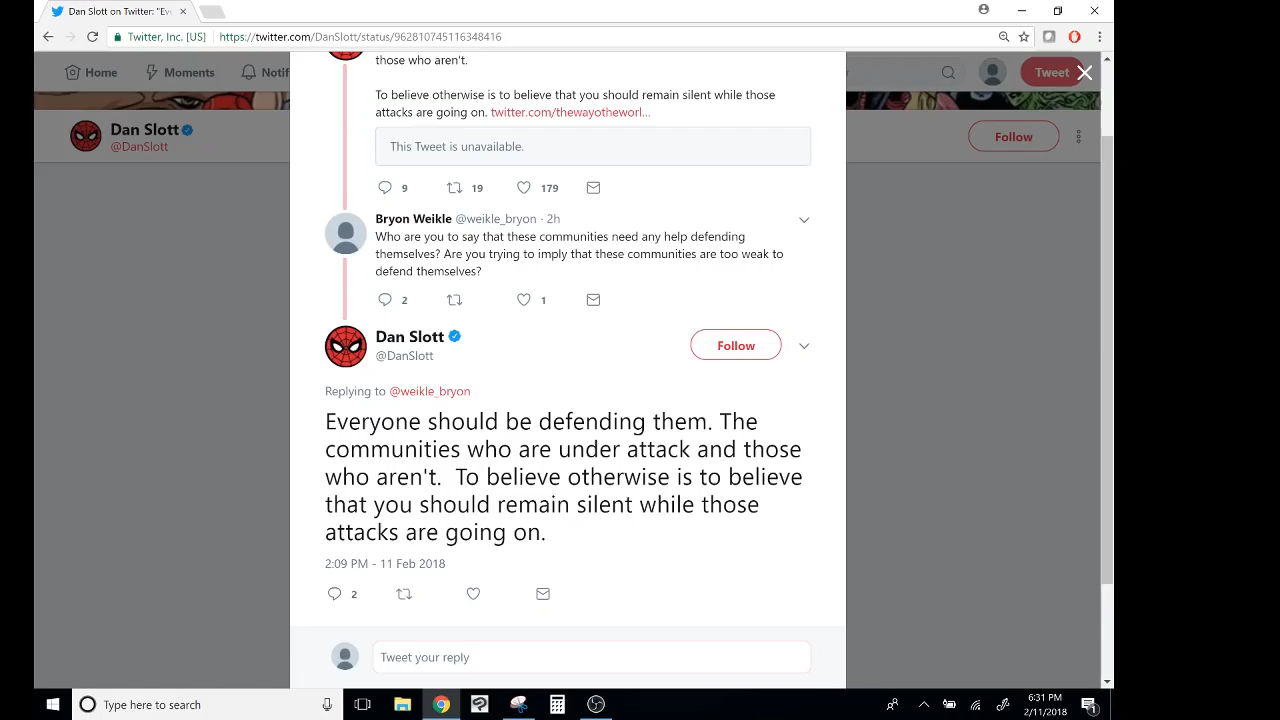 Dan Slott on Twitter: "Eve
Twitter, Inc. [US] https://twitter.com/DanSlott/status/962810745116348416
those who aren't.
Home Moments Notif Tweet
To believe otherwise is to believe that you should remain silent while those
attacks are going on. twitter.com/thewayotheworl...
Dan Slott
@DanSlott
Follow
This Tweet is unavailable.
9 19 179
Bryon Weikle @weikle_bryon · 2h
Who are you to say that these communities need any help defending
themselves? Are you trying to imply that these communities are too weak to
defend themselves?
2 1
Dan Slott
@DanSlott
Follow
Replying to @weikle_bryon
Everyone should be defending them. The
communities who are under attack and those
who aren't.  To believe otherwise is to believe
that you should remain silent while those
attacks are going on.
2:09 PM - 11 Feb 2018
2
Tweet your reply
Type here to search
6:31 PM
2/11/2018
1